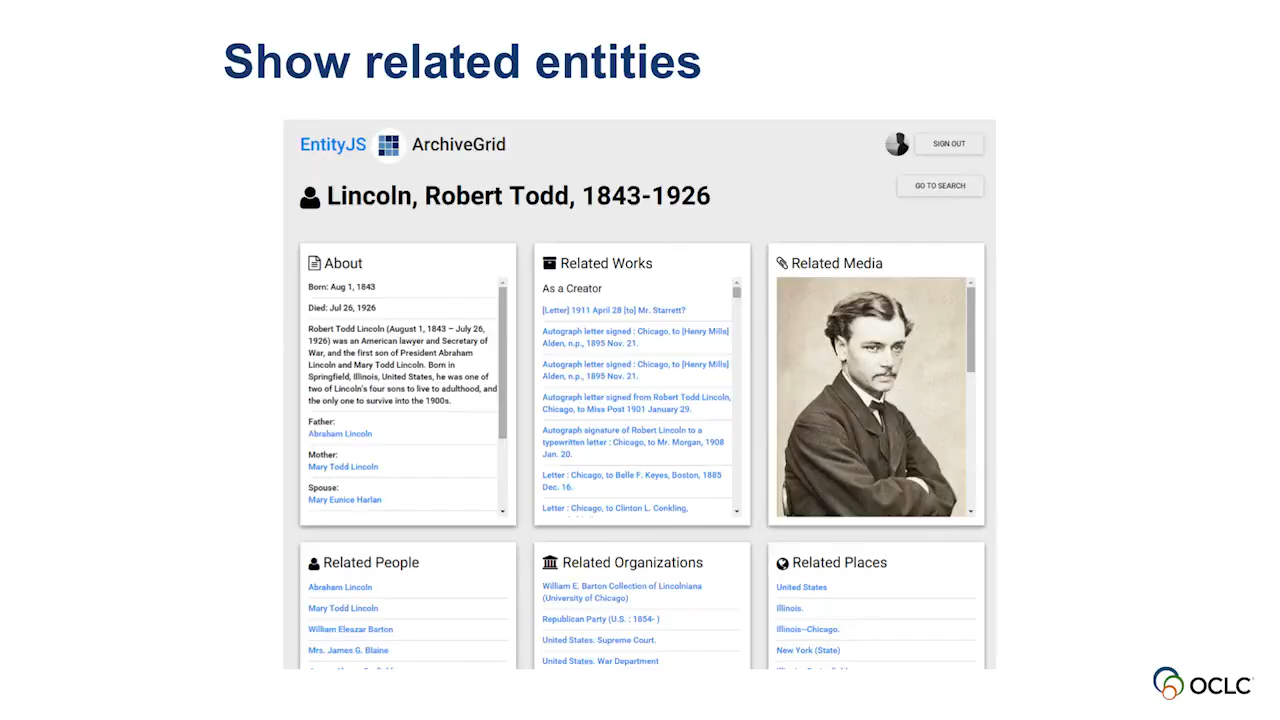 Show related entities
EntityJS ArchiveGrid
SIGN OUT
GO TO SEARCH
Lincoln, Robert Todd, 1843-1926
About
Born: Aug 1, 1843
Died: Jul 26, 1926
Robert Todd Lincoln (August 1, 1843 – July 26,
1926) was an American lawyer and Secretary of
War, and the first son of President Abraham
Lincoln and Mary Todd Lincoln. Born in
Springfield, Illinois, United States, he was one of
two of Lincoln's four sons to live to adulthood, and
the only one to survive into the 1900s.
Father:
Abraham Lincoln
Mother:
Mary Todd Lincoln
Spouse:
Mary Eunice Harlan
Related Works
As a Creator
[Letter] 1911 April 28 [to] Mr. Starrett?
Autograph letter signed : Chicago, to [Henry Mills]
Alden, n.p., 1895 Nov. 21.
Autograph letter signed : Chicago, to [Henry Mills]
Alden, n.p., 1895 Nov. 21.
Autograph letter signed from Robert Todd Lincoln,
Chicago, to Miss Post 1901 January 29.
Autograph signature of Robert Lincoln to a
typewritten letter : Chicago, to Mr. Morgan, 1908
Jan. 20.
Letter : Chicago, to Belle F. Keyes, Boston, 1885
Dec. 16.
Letter : Chicago, to Clinton L. Conkling,
Related Media
Related People
Abraham Lincoln
Mary Todd Lincoln
William Eleazar Barton
Mrs. James G. Blaine
Related Organizations
William E. Barton Collection of Lincolniana
(University of Chicago)
Republican Party (U.S. : 1854- )
United States. Supreme Court.
United States. War Department
Related Places
United States
Illinois.
Illinois--Chicago.
New York (State)
OCLC